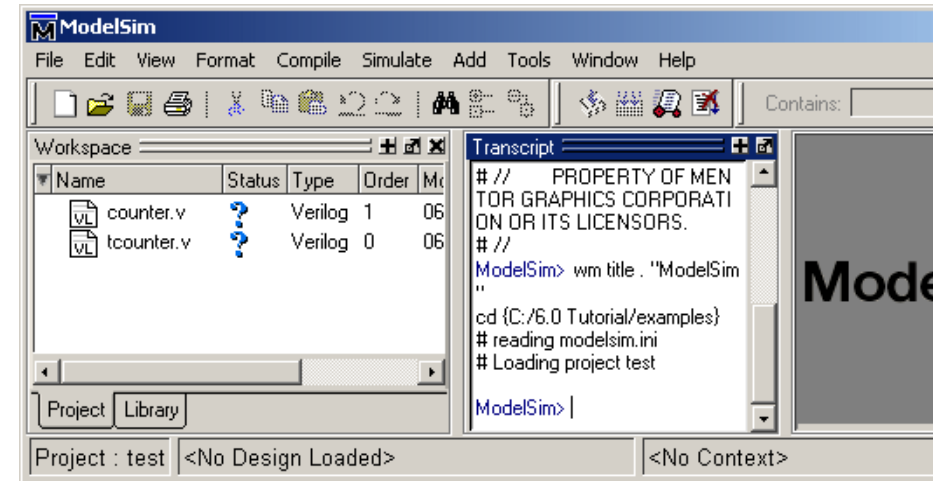 ModelSim
File Edit View Format Compile Simulate Add Tools Window Help
Contains:
Workspace
Name Status Type Order
counter.v ? Verilog 1 06
tcounter.v ? Verilog 0 06
Project Library
Transcript
# // PROPERTY OF MEN
TOR GRAPHICS CORPORATI
ON OR ITS LICENSORS.
# //
ModelSim> wm title . "ModelSim
"
cd {C:/6.0 Tutorial/examples}
# reading modelsim.ini
# Loading project test
ModelSim>
Mode
Project : test <No Design Loaded> <No Context>